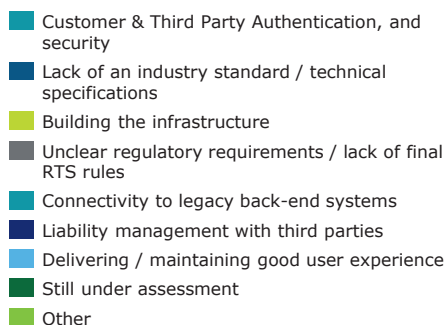 Customer & Third Party Authentication, and
security
Lack of an industry standard / technical
specifications
Building the infrastructure
Unclear regulatory requirements / lack of final
RTS rules
Connectivity to legacy back-end systems
Liability management with third parties
Delivering / maintaining good user experience
Still under assessment
Other